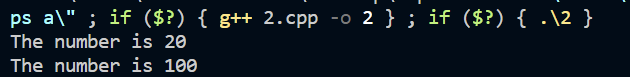 ps a\" ; if ($?) { g++ 2.cpp -o 2 } ; if ($?) { .\2 }
The number is 20
The number is 100